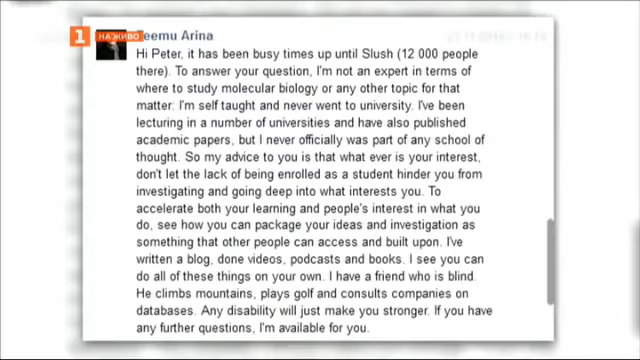 1 НА ЖИВО
eemu Arina
Hi Peter, it has been busy times up until Slush (12 000 people
there). To answer your question, I'm not an expert in terms of
where to study molecular biology or any other topic for that
matter: I'm self taught and never went to university. I've been
lecturing in a number of universities and have also published
academic papers, but I never officially was part of any school of
thought. So my advice to you is that what ever is your interest,
don't let the lack of being enrolled as a student hinder you from
investigating and going deep into what interests you. To
accelerate both your learning and people's interest in what you
do, see how you can package your ideas and investigation as
something that other people can access and built upon. I've
written a blog, done videos, podcasts and books. I see you can
do all of these things on your own. I have a friend who is blind.
He climbs mountains, plays golf and consults companies on
databases. Any disability will just make you stronger. If you have
any further questions, I'm available for you.